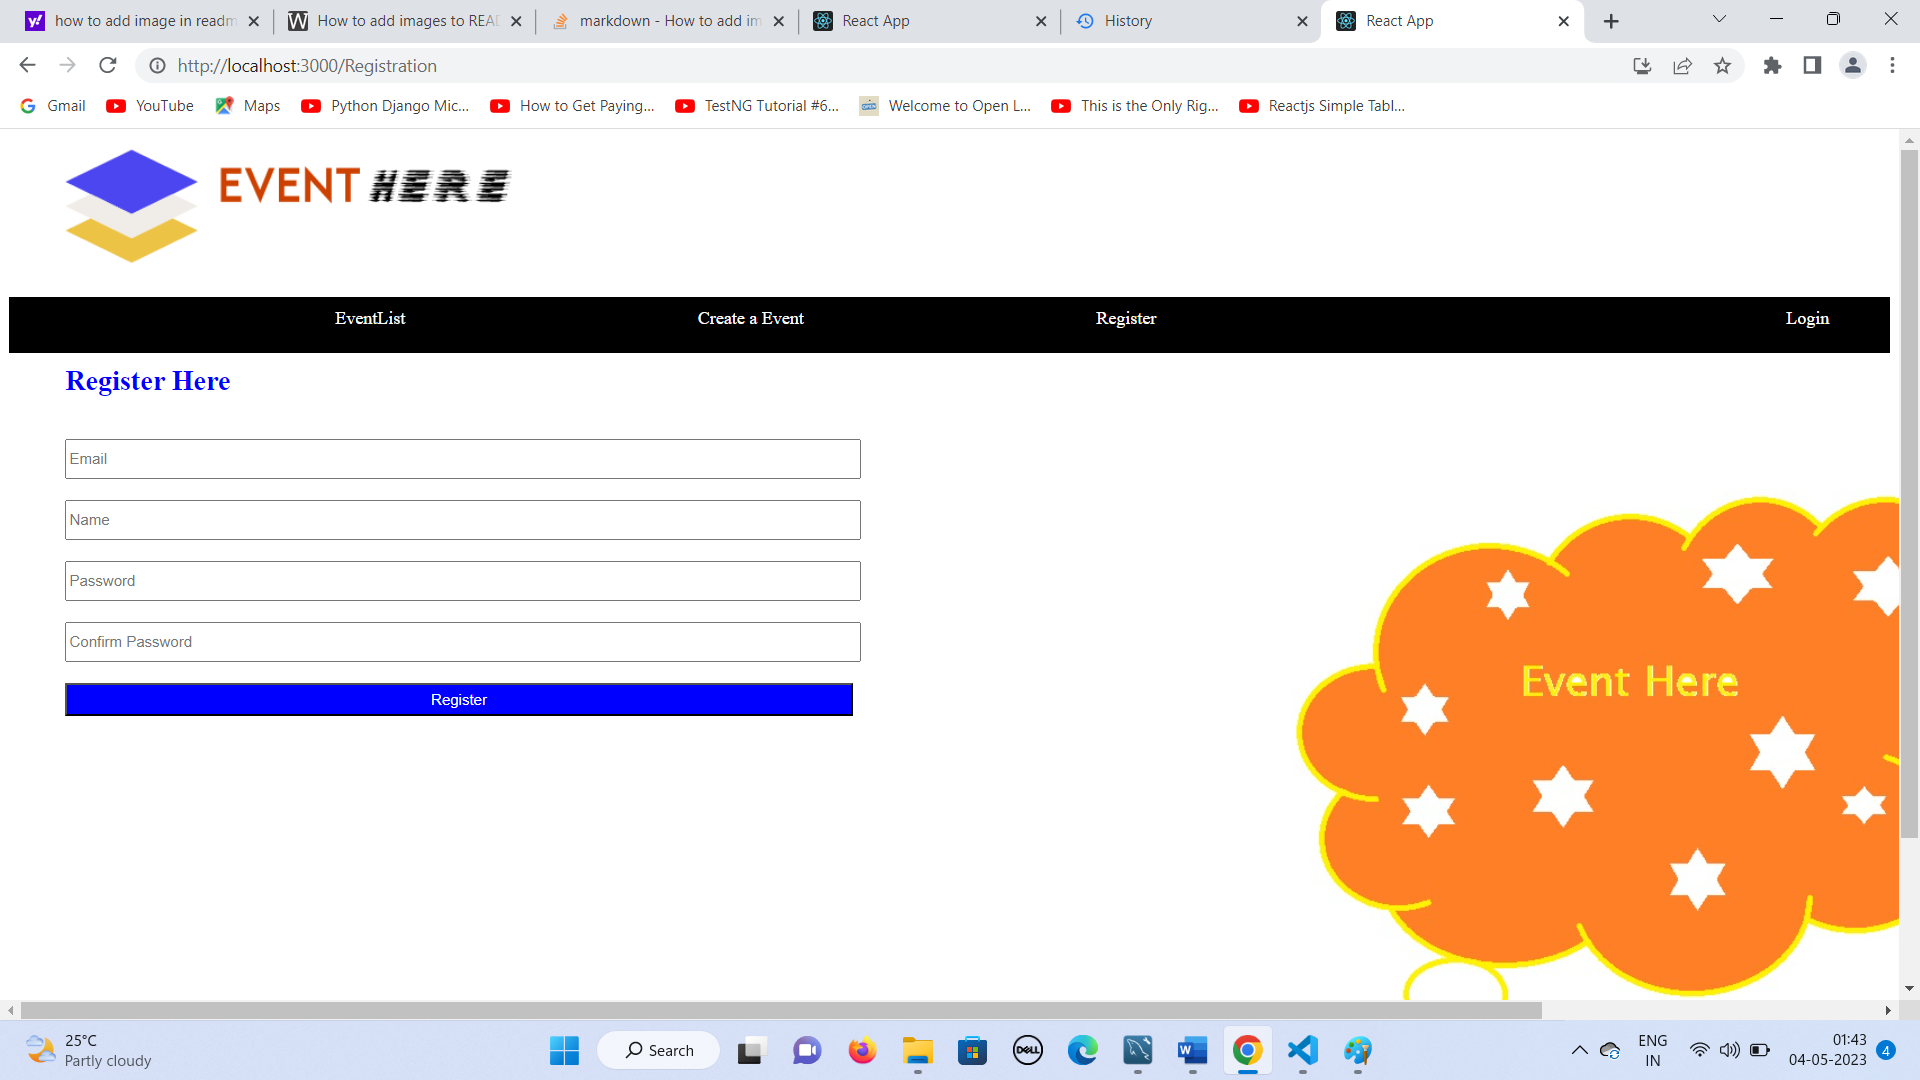 how to add image in readm
How to add images to READ
markdown - How to add im
React App
History
React App
http://localhost:3000/Registration
Gmail
YouTube
Maps
Python Django Mic...
How to Get Paying...
TestNG Tutorial #6...
Welcome to Open L...
This is the Only Rig...
Reactjs Simple Tabl...
EVENT HERE
EventList
Create a Event
Register
Login
Register Here
Email
Name
Password
Confirm Password
Register
Event Here
25°C
Partly cloudy
Search
DELL
ENG
IN
01:43
04-05-2023
4